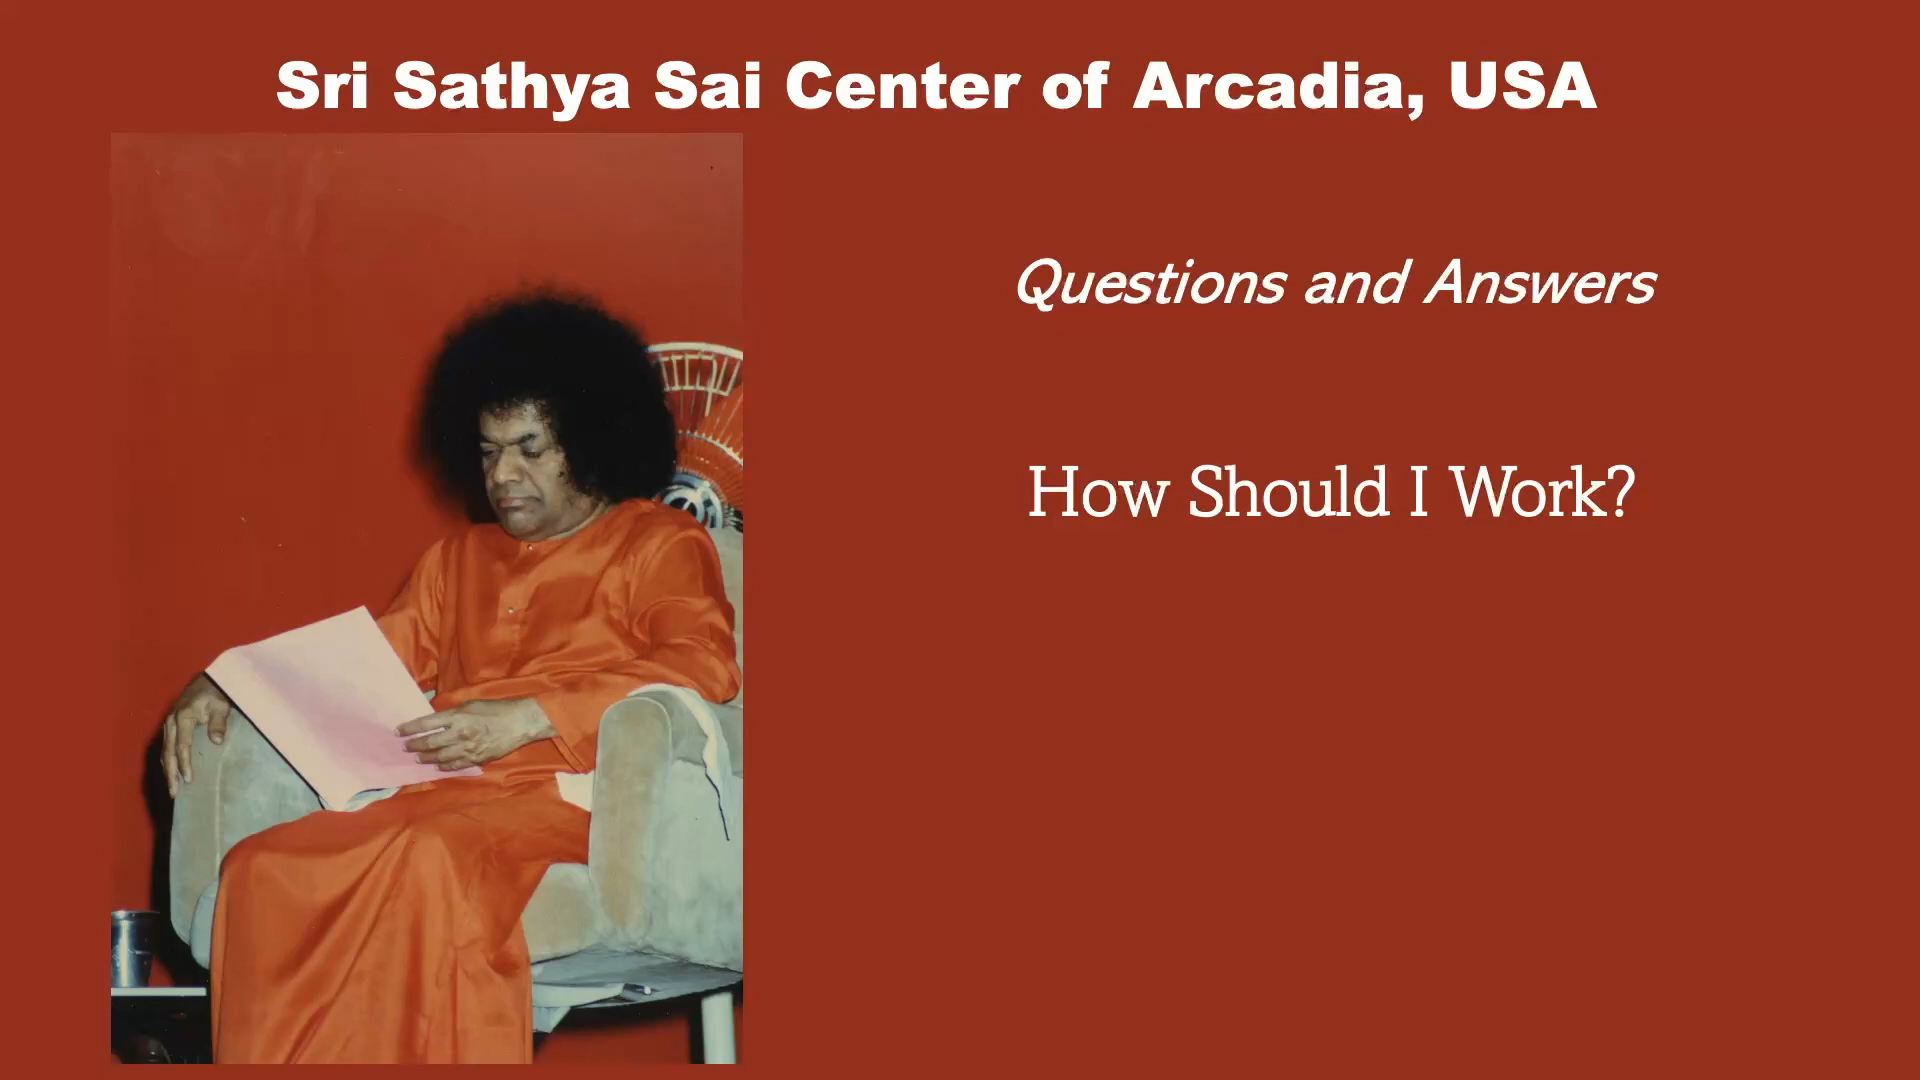 Sri Sathya Sai Center of Arcadia, USA
Questions and Answers
How Should I Work?